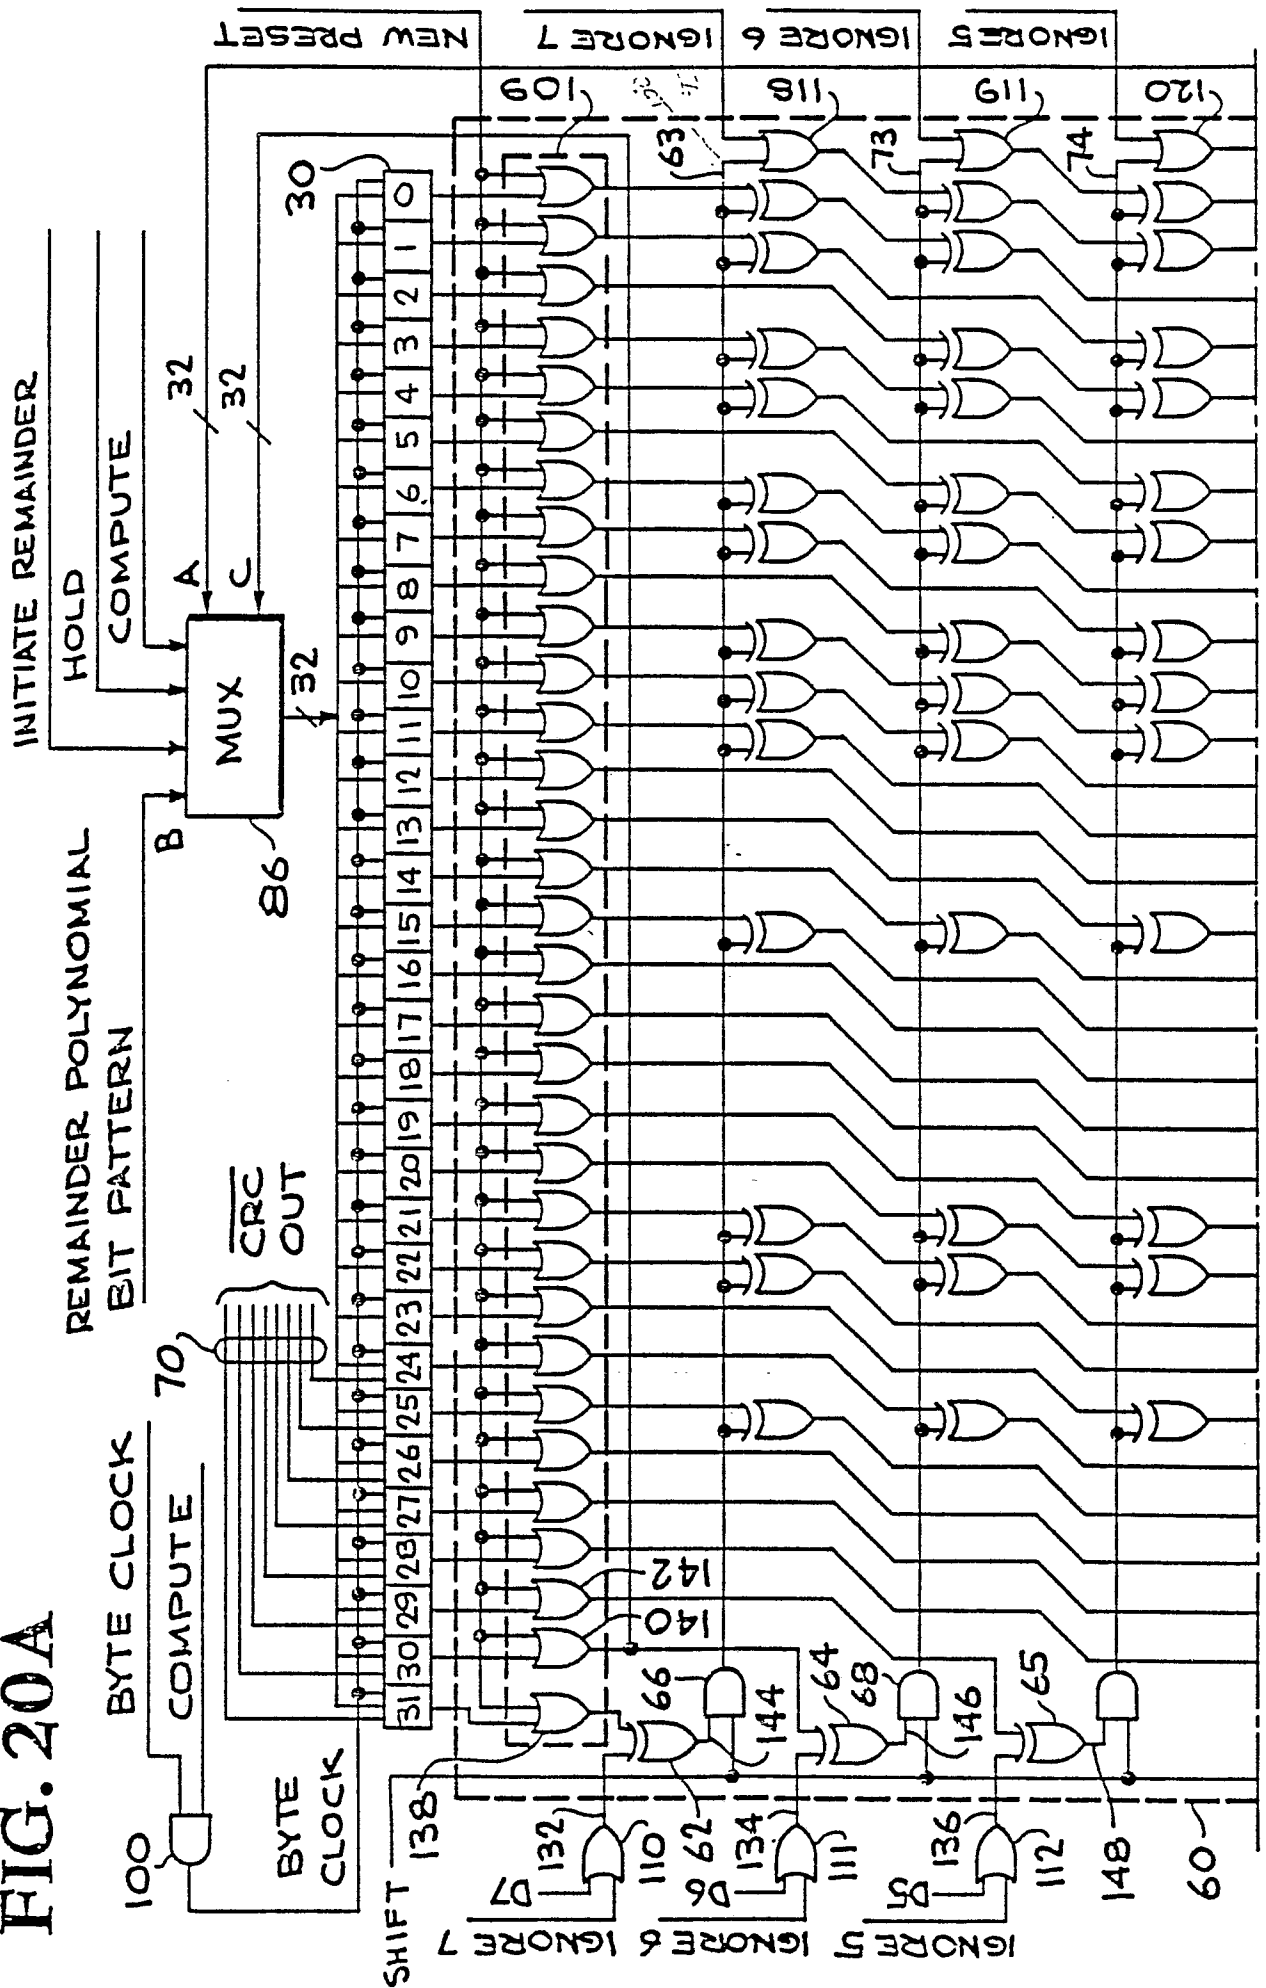 FIG. 20A
INITIATE REMAINDER
HOLD
COMPUTE
REMAINDER POLYNOMIAL
BIT PATTERN
BYTE CLOCK
COMPUTE
100
BYTE
CLOCK
70
CRC
OUT
B
A
C
MUX
86
32
32
32
30
31 30 29 28 27 26 25 24 23 22 21 20 19 18 17 16 15 14 13 12 11 10 9 8 7 6 5 4 3 2 1 0
NEW PRESET
109
SHIFT
138
140
142
IGNORE 7
D7
132
110
62
66
144
63
118
IGNORE 7
IGNORE 6
D6
134
111
64
68
146
73
119
IGNORE 6
IGNORE 5
D5
136
112
65
148
74
120
IGNORE 5
60